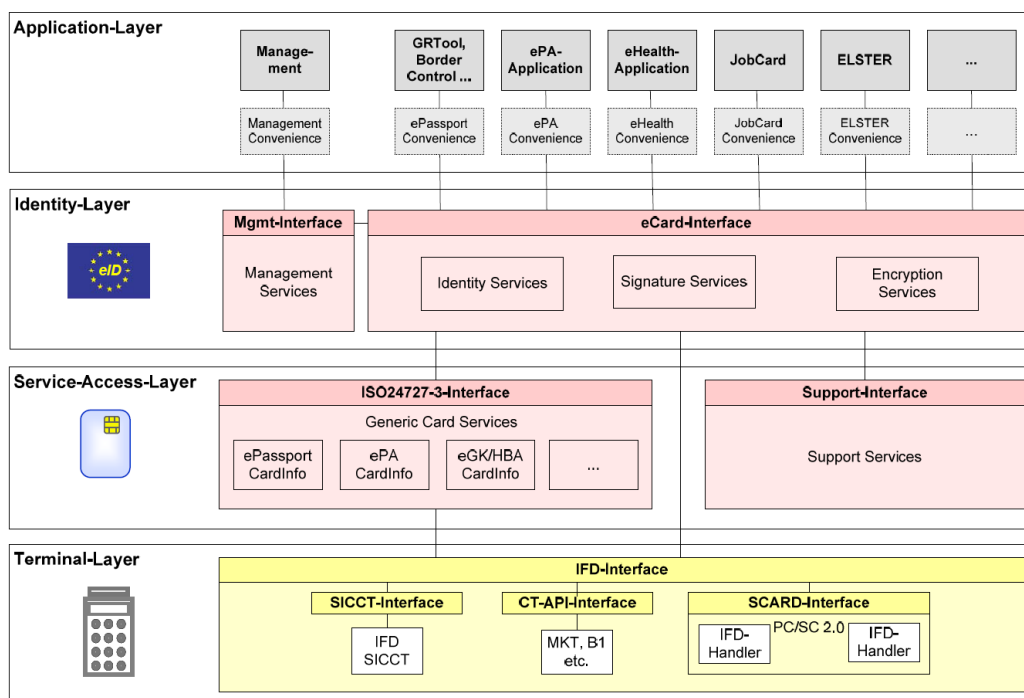 Application-Layer
Manage-
ment
GRTool,
Border
Control ...
ePA-
Application
eHealth-
Application
JobCard
ELSTER
...
Management
Convenience
ePassport
Convenience
ePA
Convenience
eHealth
Convenience
JobCard
Convenience
ELSTER
Convenience
...
Identity-Layer
eID
Mgmt-Interface
Management
Services
eCard-Interface
Identity Services
Signature Services
Encryption
Services
Service-Access-Layer
ISO24727-3-Interface
Generic Card Services
ePassport
CardInfo
ePA
CardInfo
eGK/HBA
CardInfo
...
Support-Interface
Support Services
Terminal-Layer
IFD-Interface
SICCT-Interface
IFD
SICCT
CT-API-Interface
MKT, B1
etc.
SCARD-Interface
PC/SC 2.0
IFD-
Handler
IFD-
Handler